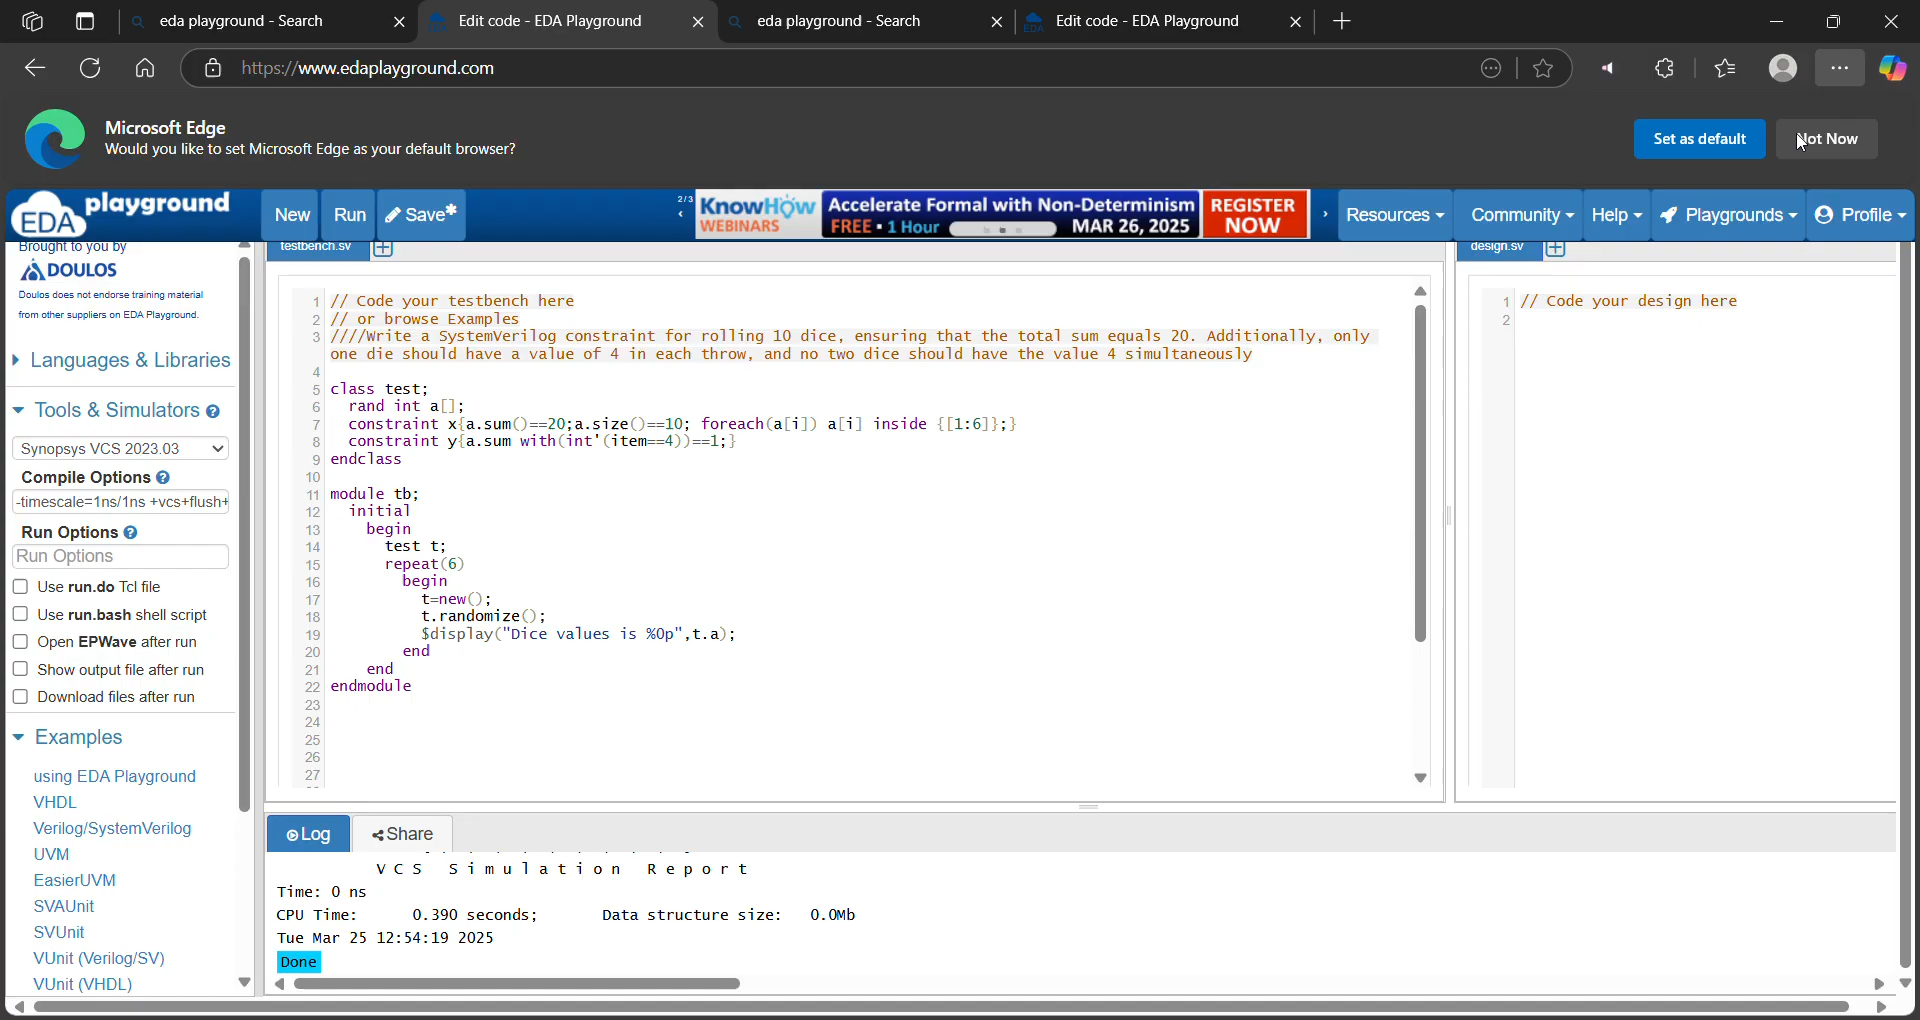 eda playground - Search
Edit code - EDA Playground
eda playground - Search
Edit code - EDA Playground
https://www.edaplayground.com
Microsoft Edge
Would you like to set Microsoft Edge as your default browser?
Set as default
Not Now
EDA playground
New
Run
Save*
2/3
KnowHow WEBINARS
Accelerate Formal with Non-Determinism
FREE • 1 Hour
MAR 26, 2025
REGISTER NOW
Resources
Community
Help
Playgrounds
Profile
Brought to you by
DOULOS
Doulos does not endorse training material
from other suppliers on EDA Playground.
Languages & Libraries
Tools & Simulators
Synopsys VCS 2023.03
Compile Options
-timescale=1ns/1ns +vcs+flush+
Run Options
Run Options
Use run.do Tcl file
Use run.bash shell script
Open EPWave after run
Show output file after run
Download files after run
Examples
using EDA Playground
VHDL
Verilog/SystemVerilog
UVM
EasierUVM
SVAUnit
SVUnit
VUnit (Verilog/SV)
VUnit (VHDL)
testbench.sv
1 // Code your testbench here
2 // or browse Examples
3 ////Write a SystemVerilog constraint for rolling 10 dice, ensuring that the total sum equals 20. Additionally, only
one die should have a value of 4 in each throw, and no two dice should have the value 4 simultaneously
4
5 class test;
6 rand int a[];
7 constraint x{a.sum()==20;a.size()==10; foreach(a[i]) a[i] inside {[1:6]};}
8 constraint y{a.sum with(int'(item==4))==1;}
9 endclass
10
11 module tb;
12 initial
13 begin
14 test t;
15 repeat(6)
16 begin
17 t=new();
18 t.randomize();
19 $display("Dice values is %0p",t.a);
20 end
21 end
22 endmodule
23
24
25
26
27
design.sv
1 // Code your design here
2
Log
Share
V C S   S i m u l a t i o n   R e p o r t
Time: 0 ns
CPU Time:      0.390 seconds;       Data structure size:   0.0Mb
Tue Mar 25 12:54:19 2025
Done